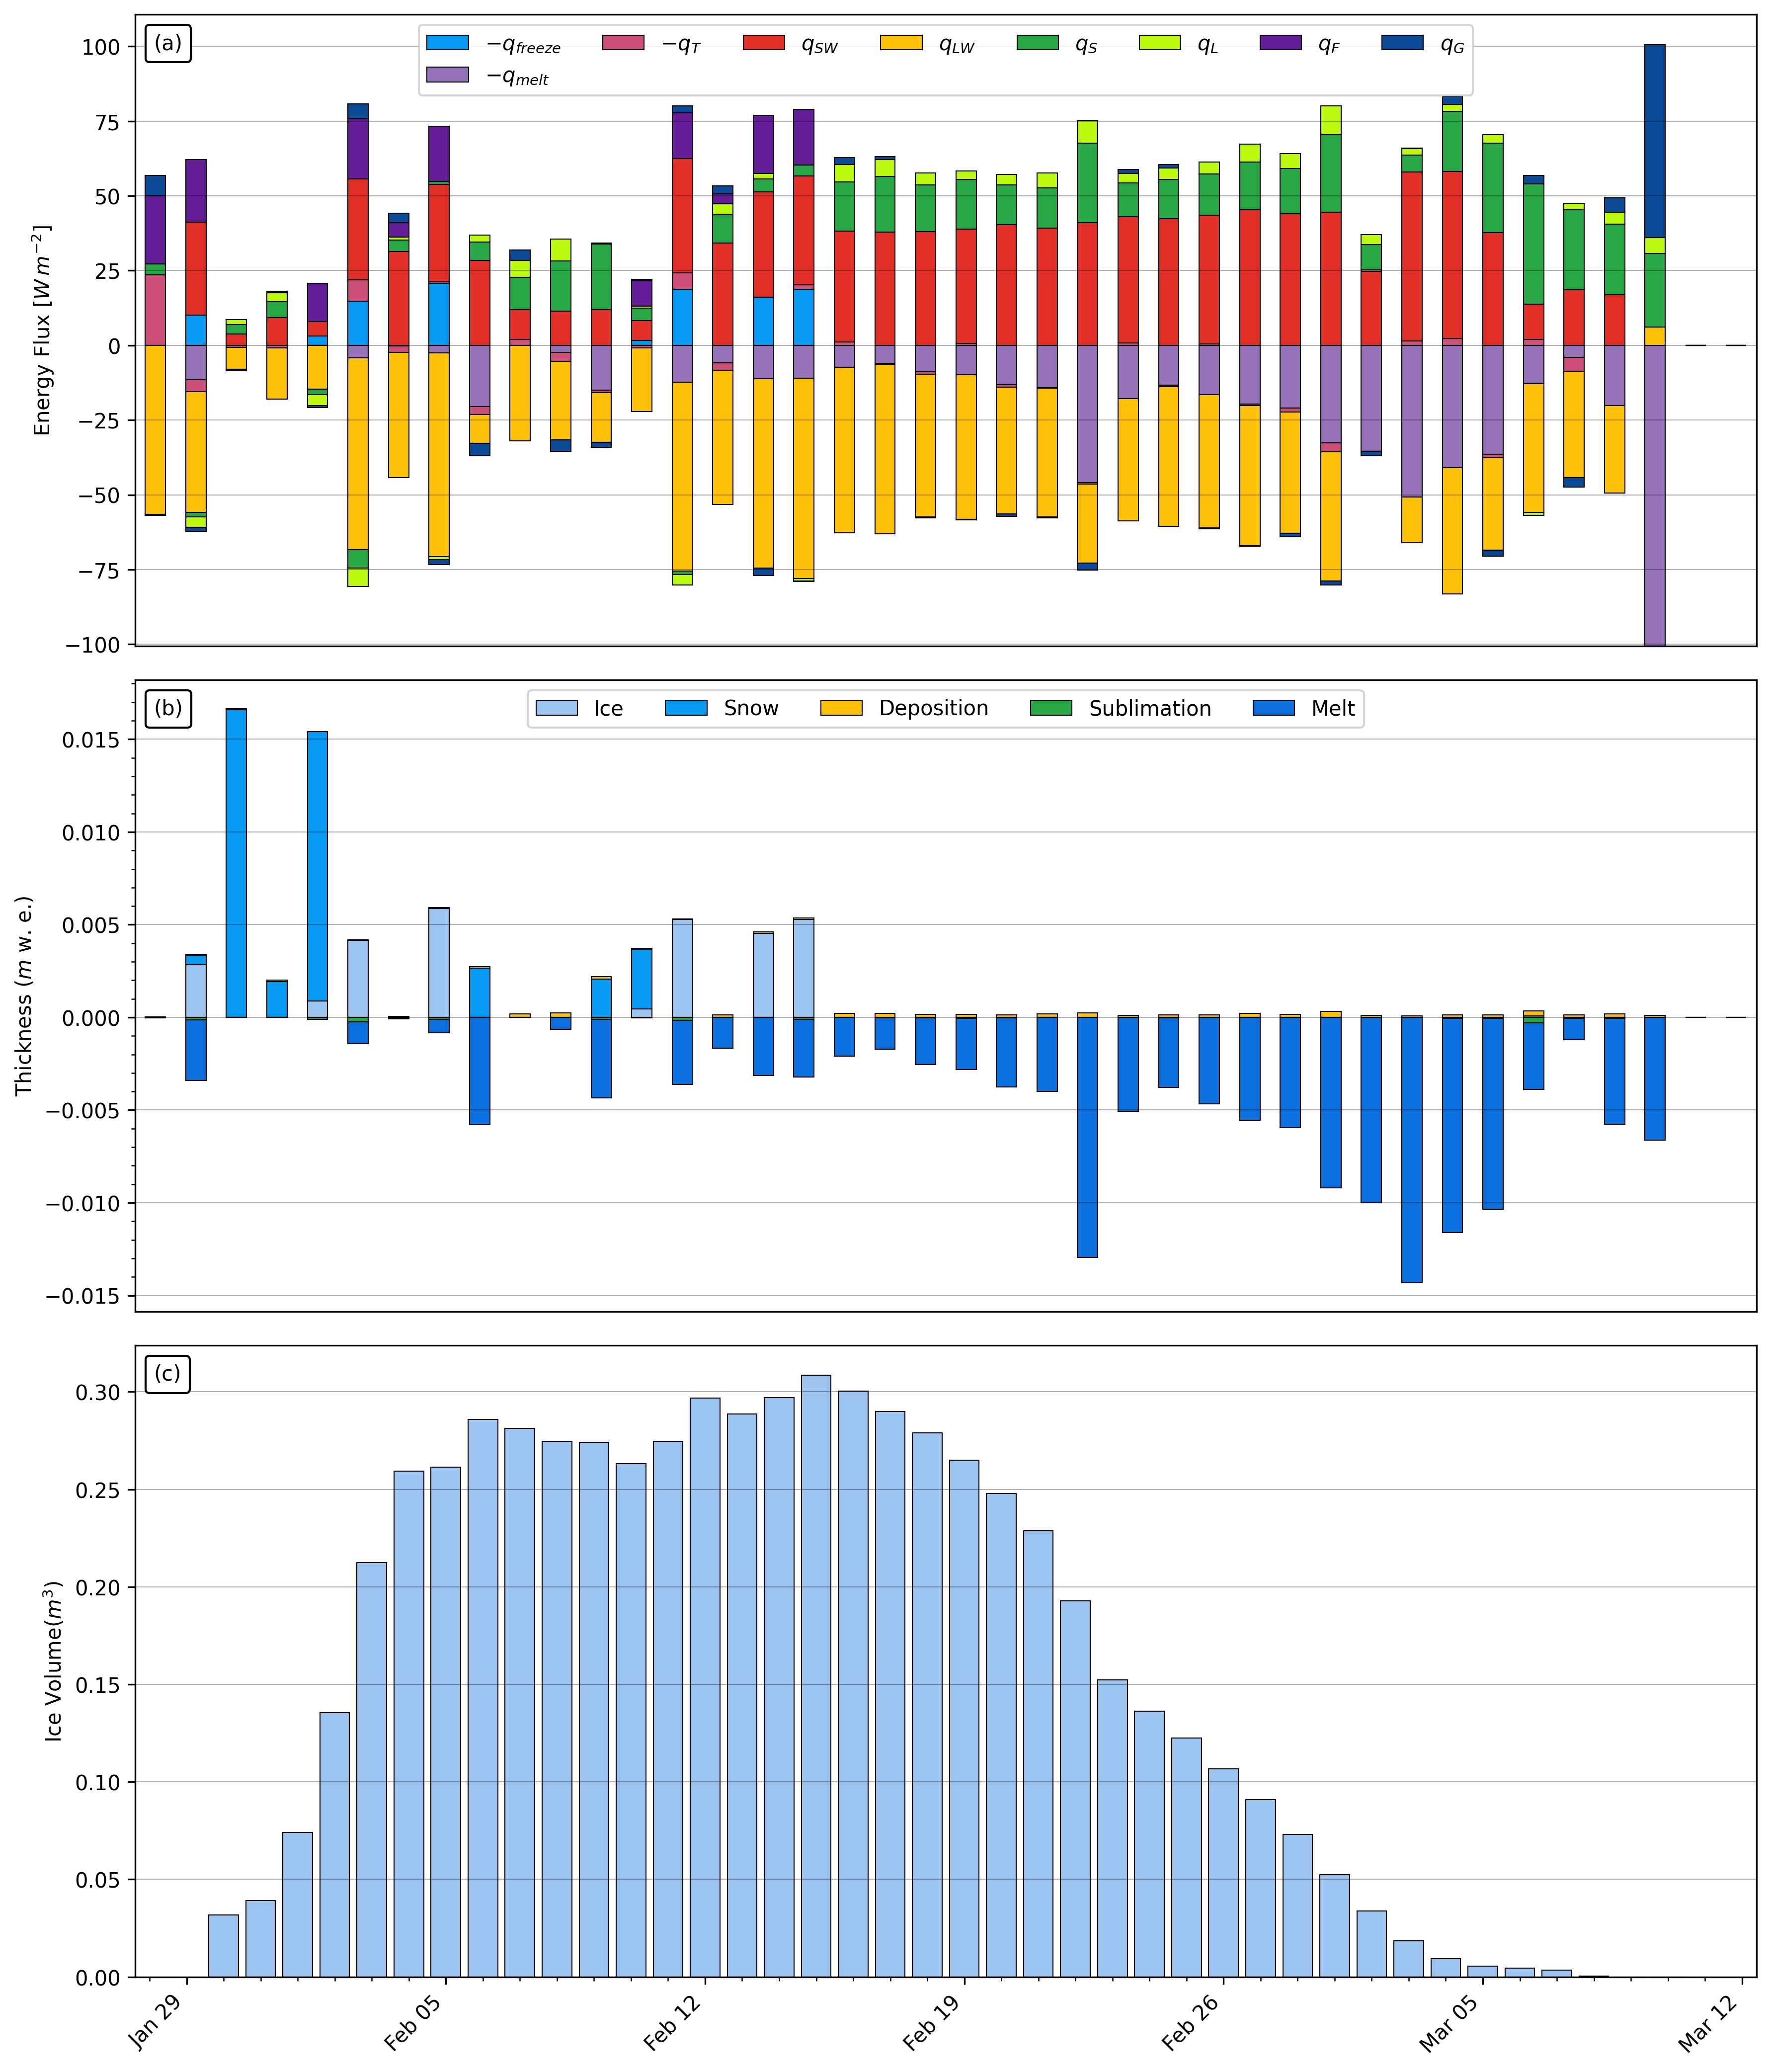 (a)
−q_freeze −q_T q_SW q_LW q_S q_L q_F q_G
−q_melt
100
75
50
25
0
−25
−50
−75
−100
Energy Flux [W m⁻²]
(b)
Ice Snow Deposition Sublimation Melt
0.015
0.010
0.005
0.000
−0.005
−0.010
−0.015
Thickness (m w. e.)
(c)
0.30
0.25
0.20
0.15
0.10
0.05
0.00
Ice Volume(m³)
Jan 29 Feb 05 Feb 12 Feb 19 Feb 26 Mar 05 Mar 12